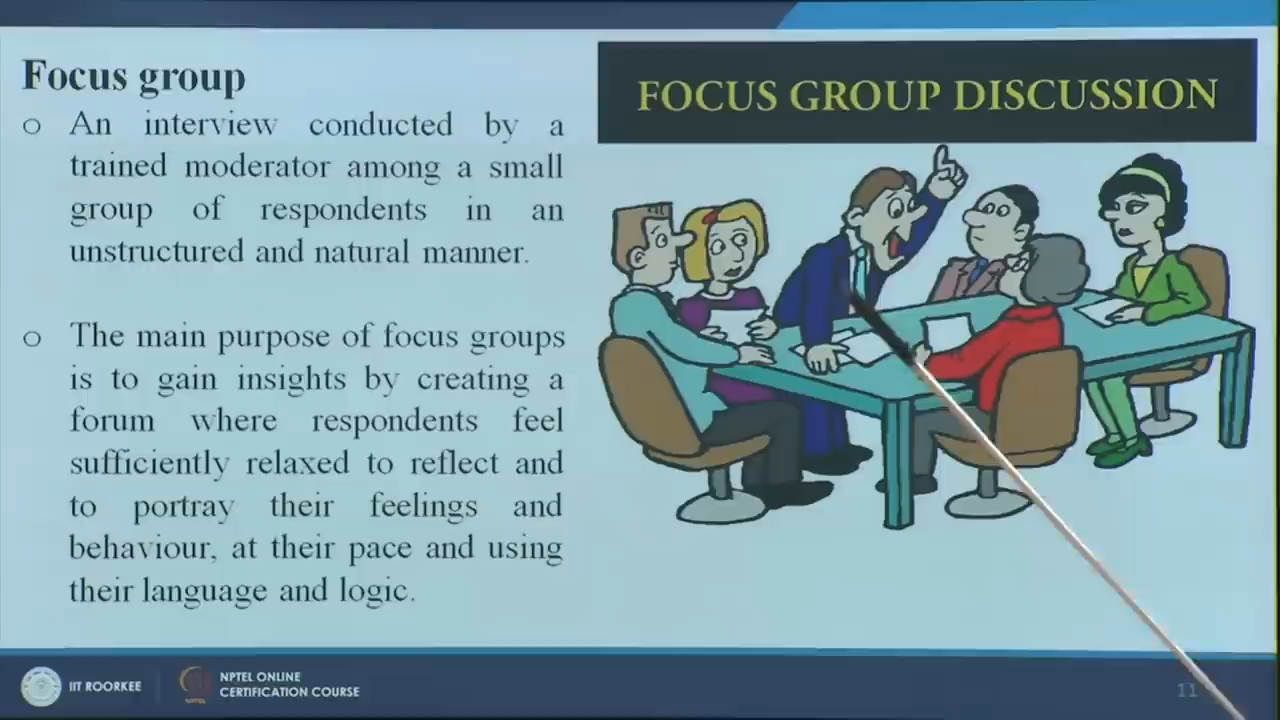 Focus group
o An interview conducted by a
trained moderator among a small
group of respondents in an
unstructured and natural manner.
o The main purpose of focus groups
is to gain insights by creating a
forum where respondents feel
sufficiently relaxed to reflect and
to portray their feelings and
behaviour, at their pace and using
their language and logic.
FOCUS GROUP DISCUSSION
IIT ROORKEE
NPTEL ONLINE
CERTIFICATION COURSE
11